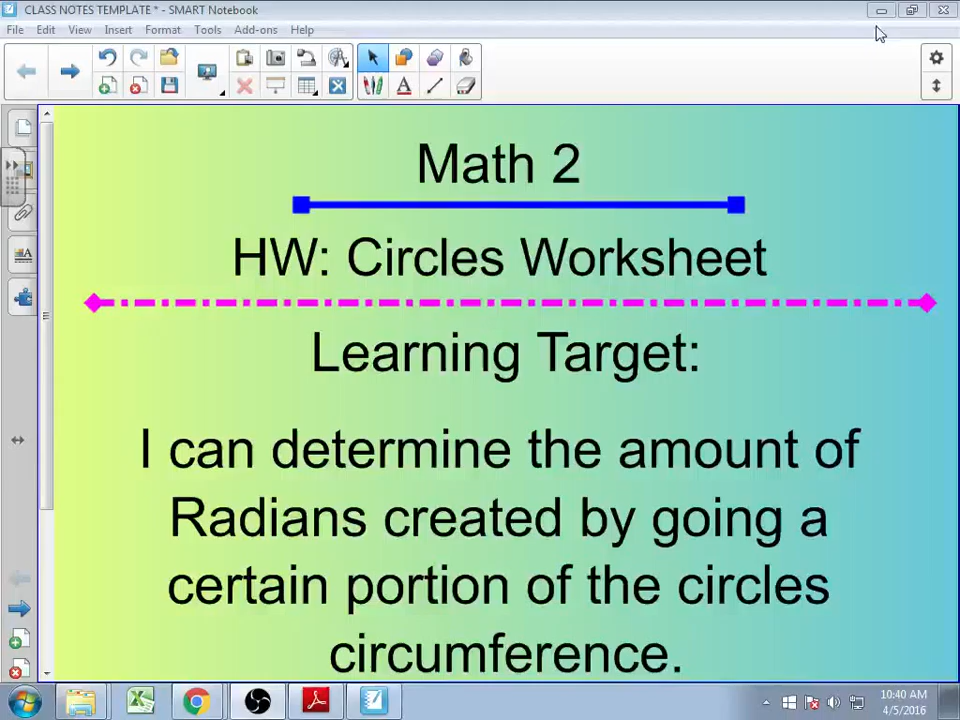 CLASS NOTES TEMPLATE * - SMART Notebook
File Edit View Insert Format Tools Add-ons Help
Math 2
HW: Circles Worksheet
Learning Target:
I can determine the amount of
Radians created by going a
certain portion of the circles
circumference.
10:40 AM
4/5/2016